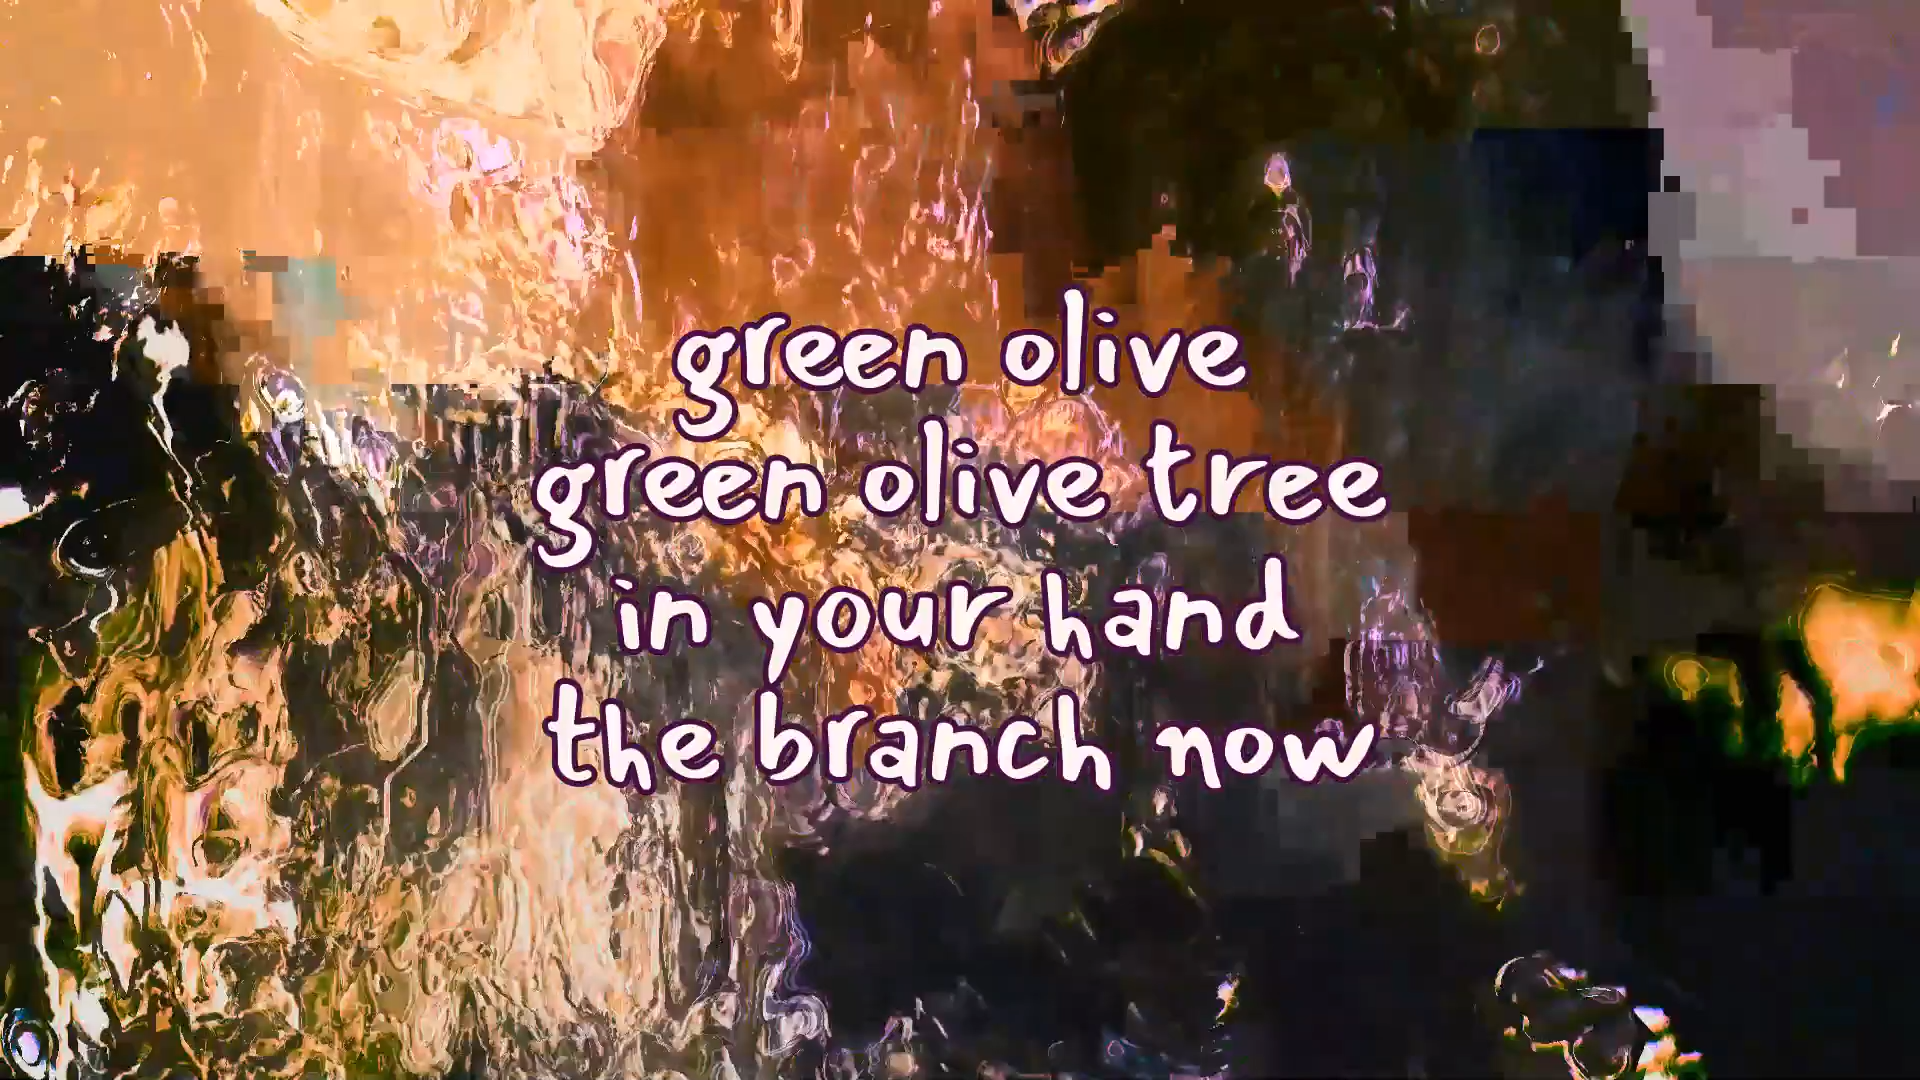 green olive
green olive tree
in your hand
the branch now